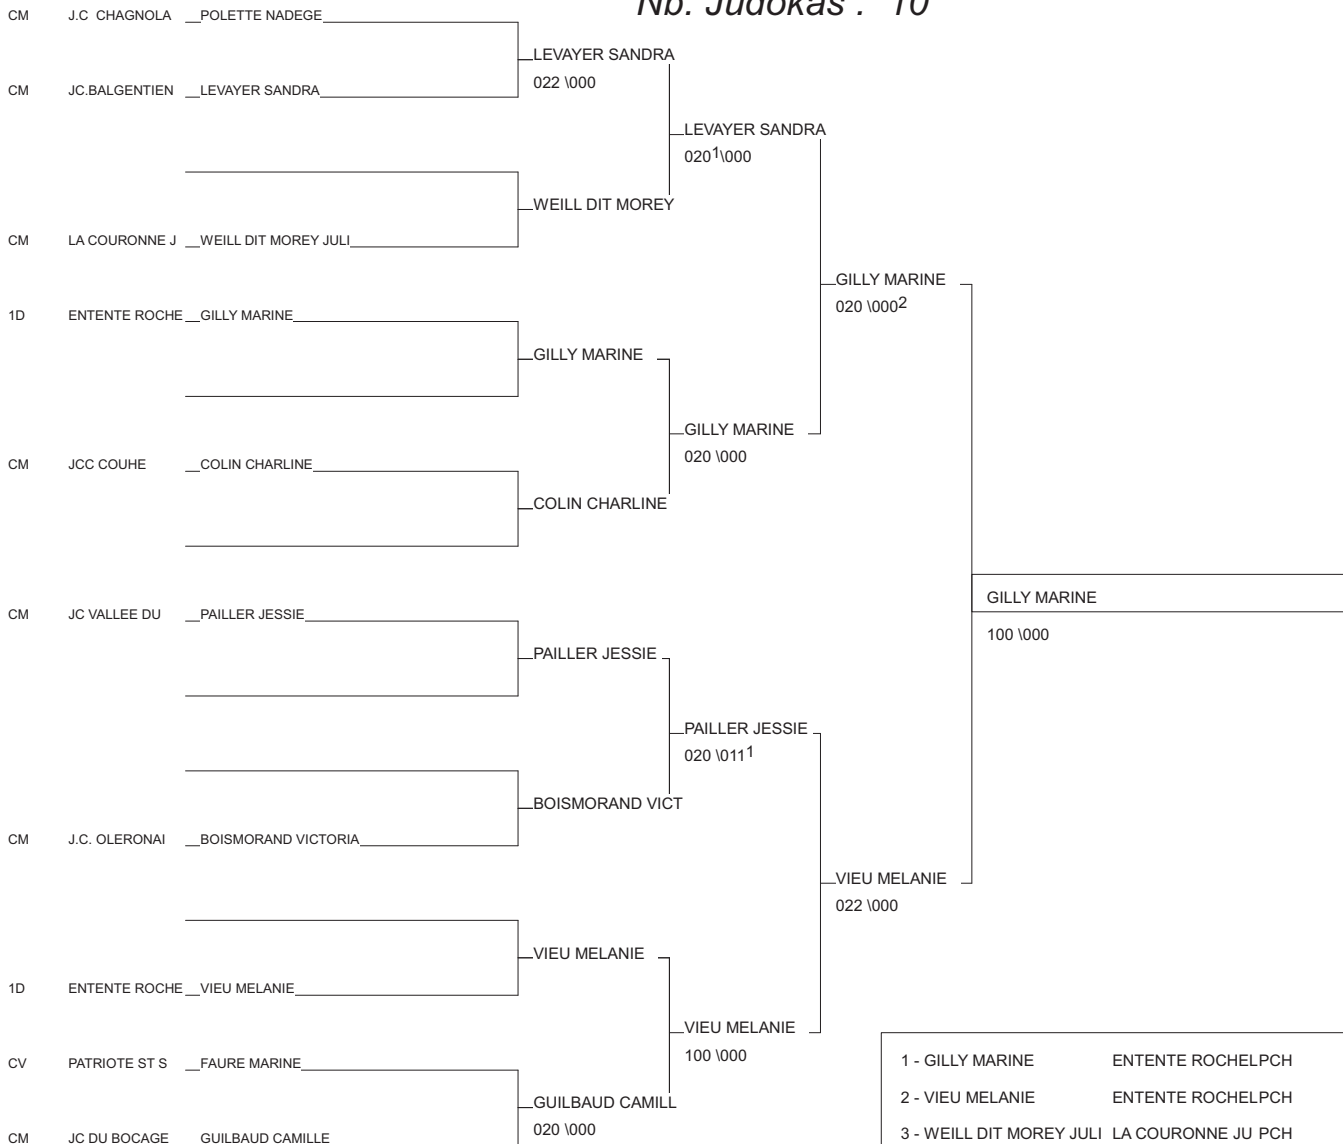 Nb. Judokas : 10
CM J.C CHAGNOLA POLETTE NADEGE
LEVAYER SANDRA
022 \000
CM JC.BALGENTIEN LEVAYER SANDRA
LEVAYER SANDRA
020 1\000
WEILL DIT MOREY
CM LA COURONNE J WEILL DIT MOREY JULI
GILLY MARINE
020 \000 2
1D ENTENTE ROCHE GILLY MARINE
GILLY MARINE
GILLY MARINE
020 \000
CM JCC COUHE COLIN CHARLINE
COLIN CHARLINE
GILLY MARINE
100 \000
CM JC VALLEE DU PAILLER JESSIE
PAILLER JESSIE
PAILLER JESSIE
020 \011 1
BOISMORAND VICT
CM J.C. OLERONAI BOISMORAND VICTORIA
VIEU MELANIE
022 \000
VIEU MELANIE
1D ENTENTE ROCHE VIEU MELANIE
VIEU MELANIE
100 \000
CV PATRIOTE ST S FAURE MARINE
GUILBAUD CAMILL
020 \000
CM JC DU BOCAGE GUILBAUD CAMILLE
1 - GILLY MARINE ENTENTE ROCHELPCH
2 - VIEU MELANIE ENTENTE ROCHELPCH
3 - WEILL DIT MOREY JULI LA COURONNE JU PCH